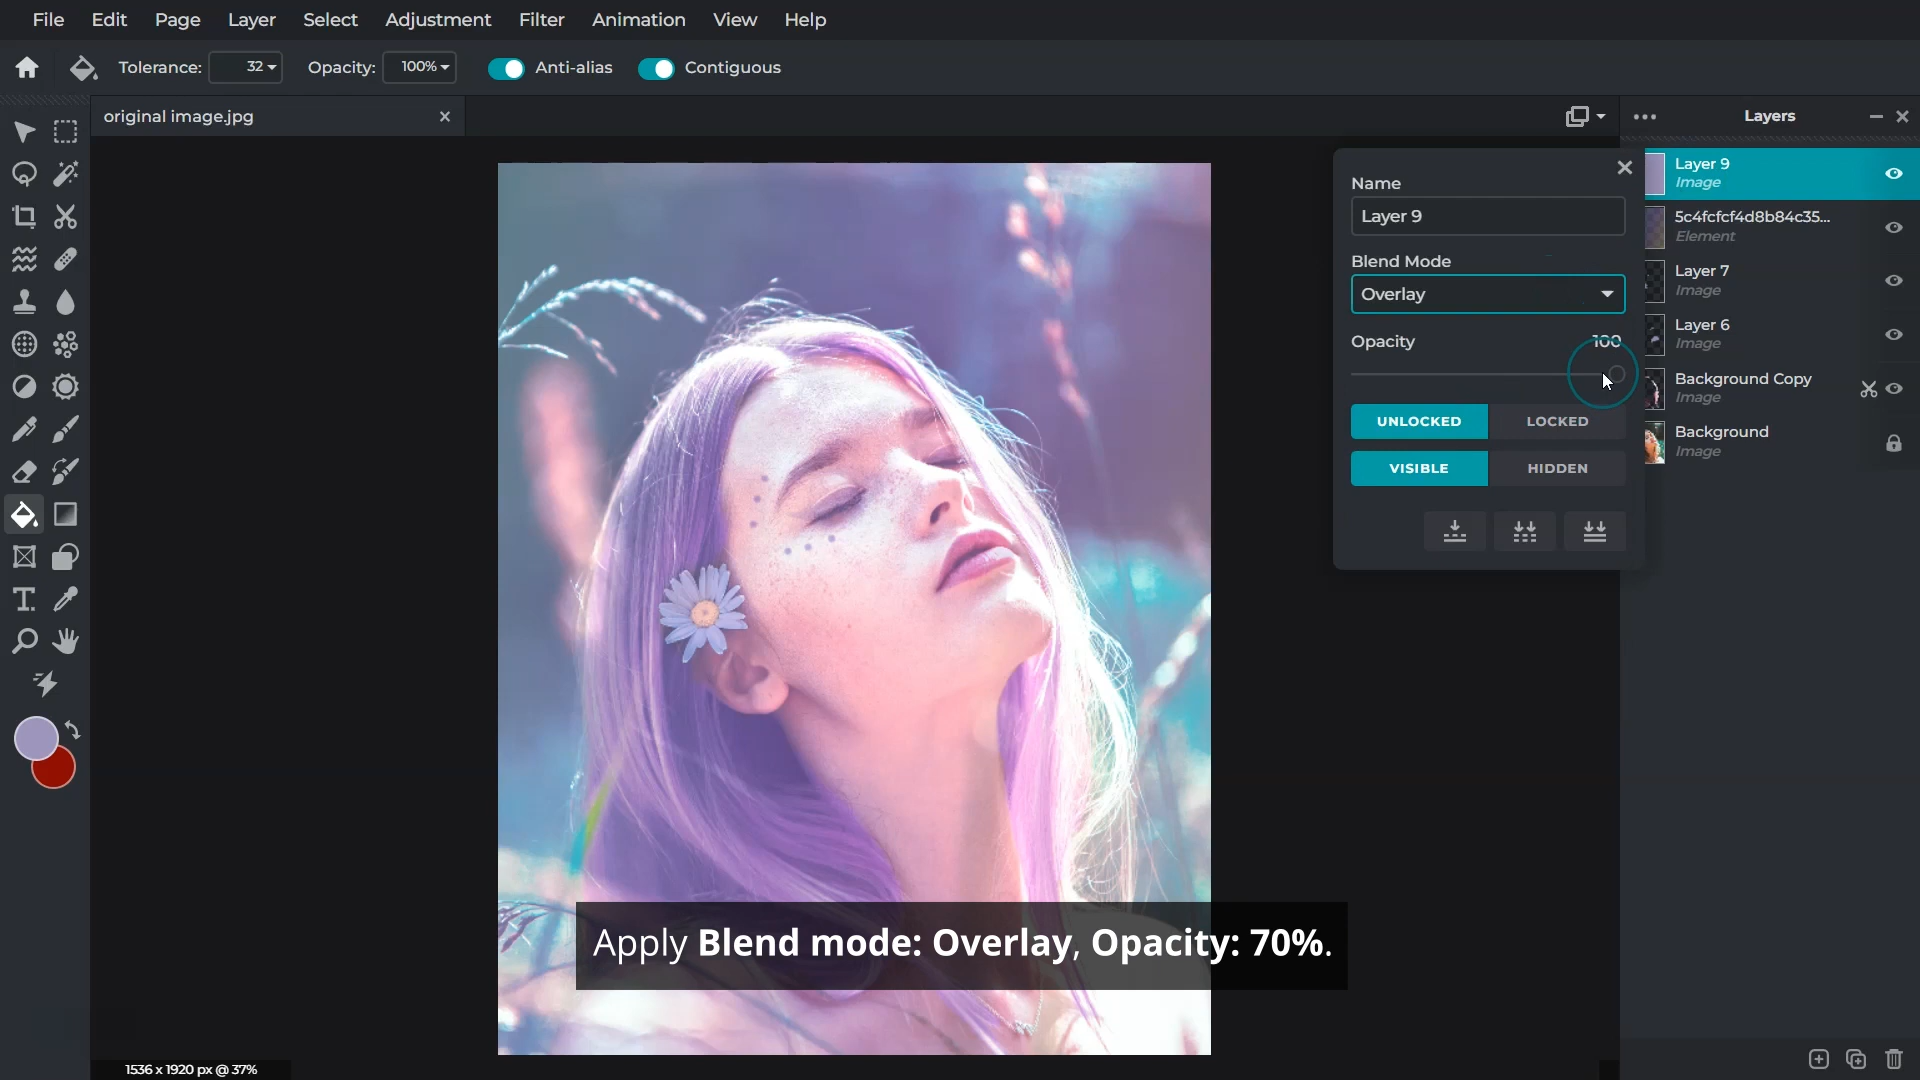 File Edit Page Layer Select Adjustment Filter Animation View Help
Tolerance: 32 Opacity: 100% Anti-alias Contiguous
original image.jpg
Layers
Name
Layer 9
Blend Mode
Overlay
Opacity 100
UNLOCKED LOCKED
VISIBLE HIDDEN
Layer 9
Image
5c4fcfcf4d8b84c35...
Element
Layer 7
Image
Layer 6
Image
Background Copy
Image
Background
Image
Apply Blend mode: Overlay, Opacity: 70%.
1536 x 1920 px @ 37%